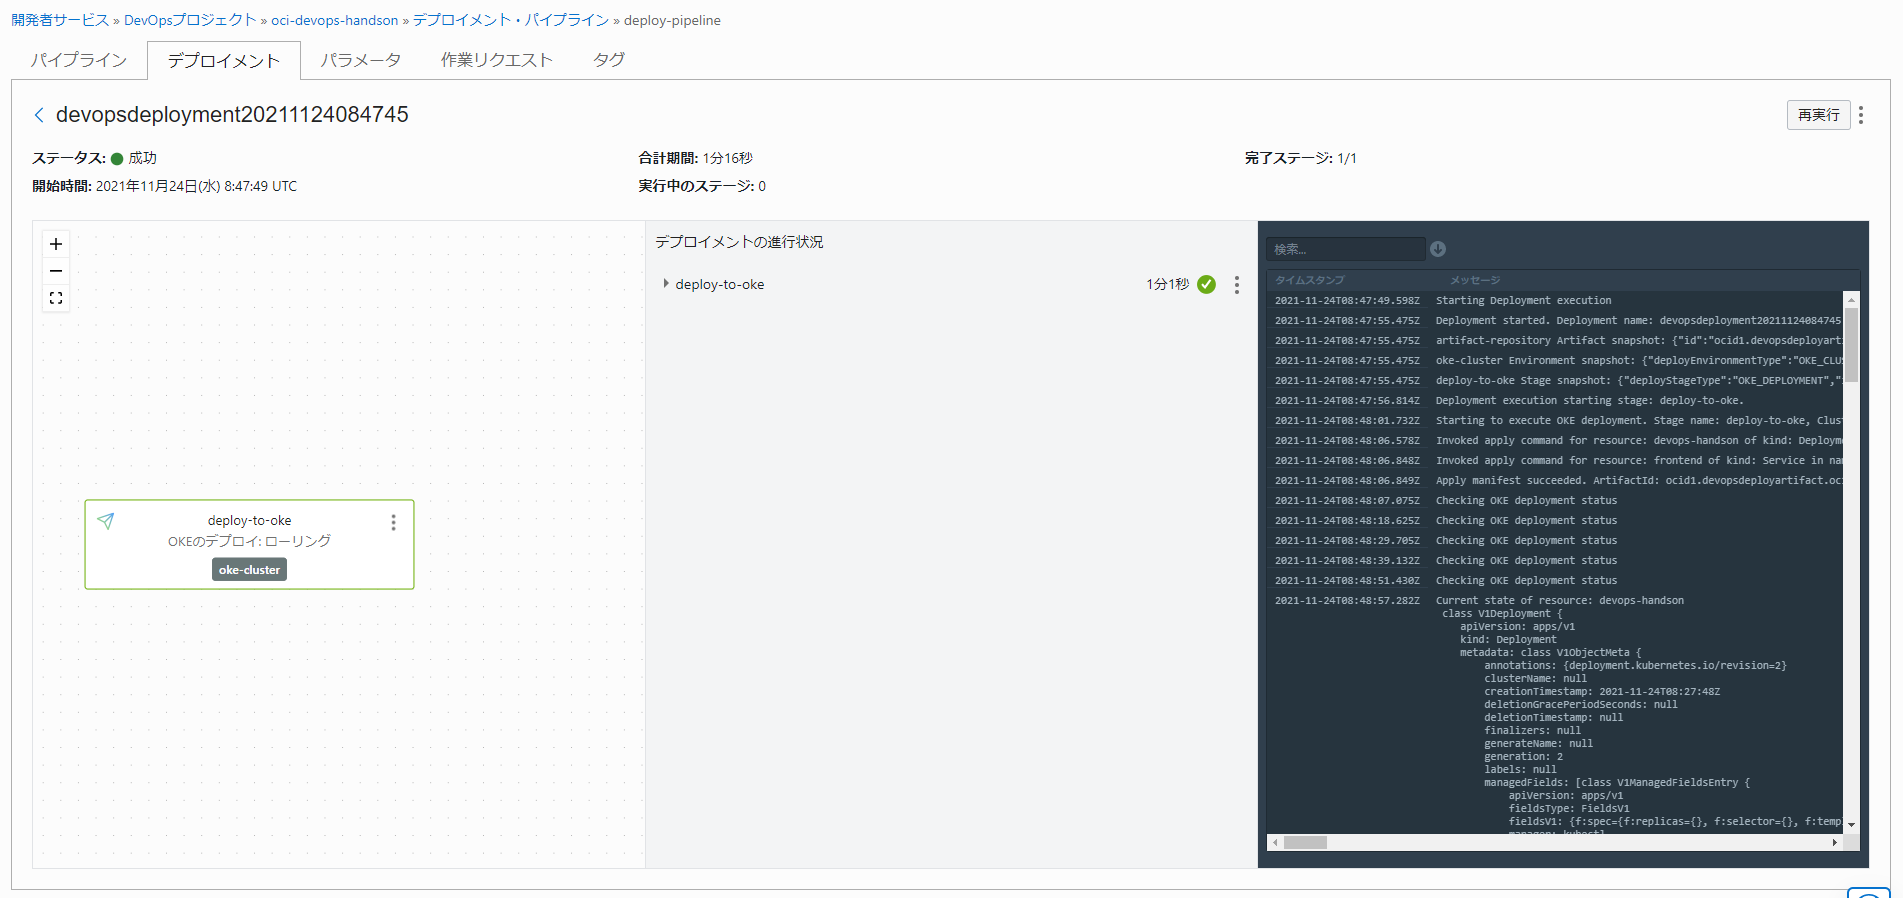 開発者サービス » DevOpsプロジェクト » oci-devops-handson » デプロイメント・パイプライン » deploy-pipeline
パイプライン デプロイメント パラメータ 作業リクエスト タグ
devopsdeployment20211124084745
再実行
ステータス: 成功 合計期間: 1分16秒 完了ステージ: 1/1
開始時間: 2021年11月24日(水) 8:47:49 UTC 実行中のステージ: 0
デプロイメントの進行状況
deploy-to-oke 1分1秒
deploy-to-oke
OKEのデプロイ: ローリング
oke-cluster
検索...
タイムスタンプ メッセージ
2021-11-24T08:47:49.598Z Starting Deployment execution
2021-11-24T08:47:55.475Z Deployment started. Deployment name: devopsdeployment20211124084745
2021-11-24T08:47:55.475Z artifact-repository Artifact snapshot: {"id":"ocid1.devopsdeployarti
2021-11-24T08:47:55.475Z oke-cluster Environment snapshot: {"deployEnvironmentType":"OKE_CLUS
2021-11-24T08:47:55.475Z deploy-to-oke Stage snapshot: {"deployStageType":"OKE_DEPLOYMENT","
2021-11-24T08:47:56.814Z Deployment execution starting stage: deploy-to-oke.
2021-11-24T08:48:01.732Z Starting to execute OKE deployment. Stage name: deploy-to-oke, Clus
2021-11-24T08:48:06.578Z Invoked apply command for resource: devops-handson of kind: Deploym
2021-11-24T08:48:06.848Z Invoked apply command for resource: frontend of kind: Service in na
2021-11-24T08:48:06.849Z Apply manifest succeeded. ArtifactId: ocid1.devopsdeployartifact.oc
2021-11-24T08:48:07.075Z Checking OKE deployment status
2021-11-24T08:48:18.625Z Checking OKE deployment status
2021-11-24T08:48:29.705Z Checking OKE deployment status
2021-11-24T08:48:39.132Z Checking OKE deployment status
2021-11-24T08:48:51.430Z Checking OKE deployment status
2021-11-24T08:48:57.282Z Current state of resource: devops-handson
class V1Deployment {
apiVersion: apps/v1
kind: Deployment
metadata: class V1ObjectMeta {
annotations: {deployment.kubernetes.io/revision=2}
clusterName: null
creationTimestamp: 2021-11-24T08:27:48Z
deletionGracePeriodSeconds: null
deletionTimestamp: null
finalizers: null
generateName: null
generation: 2
labels: null
managedFields: [class V1ManagedFieldsEntry {
apiVersion: apps/v1
fieldsType: FieldsV1
fieldsV1: {f:spec={f:replicas={}, f:selector={}, f:temp